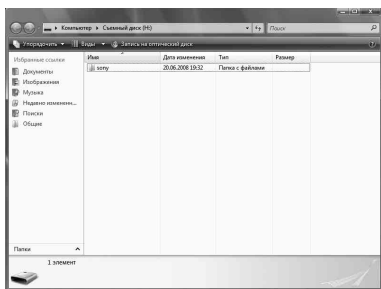 Компьютер ▸ Съемный диск (H:)
Поиск
Упорядочить Виды Запись на оптический диск
Избранные ссылки
Документы
Изображения
Музыка
Недавно изменен...
Поиски
Общие
Имя Дата изменения Тип Размер
sony 20.06.2008 19:32 Папка с файлами
Папки
1 элемент